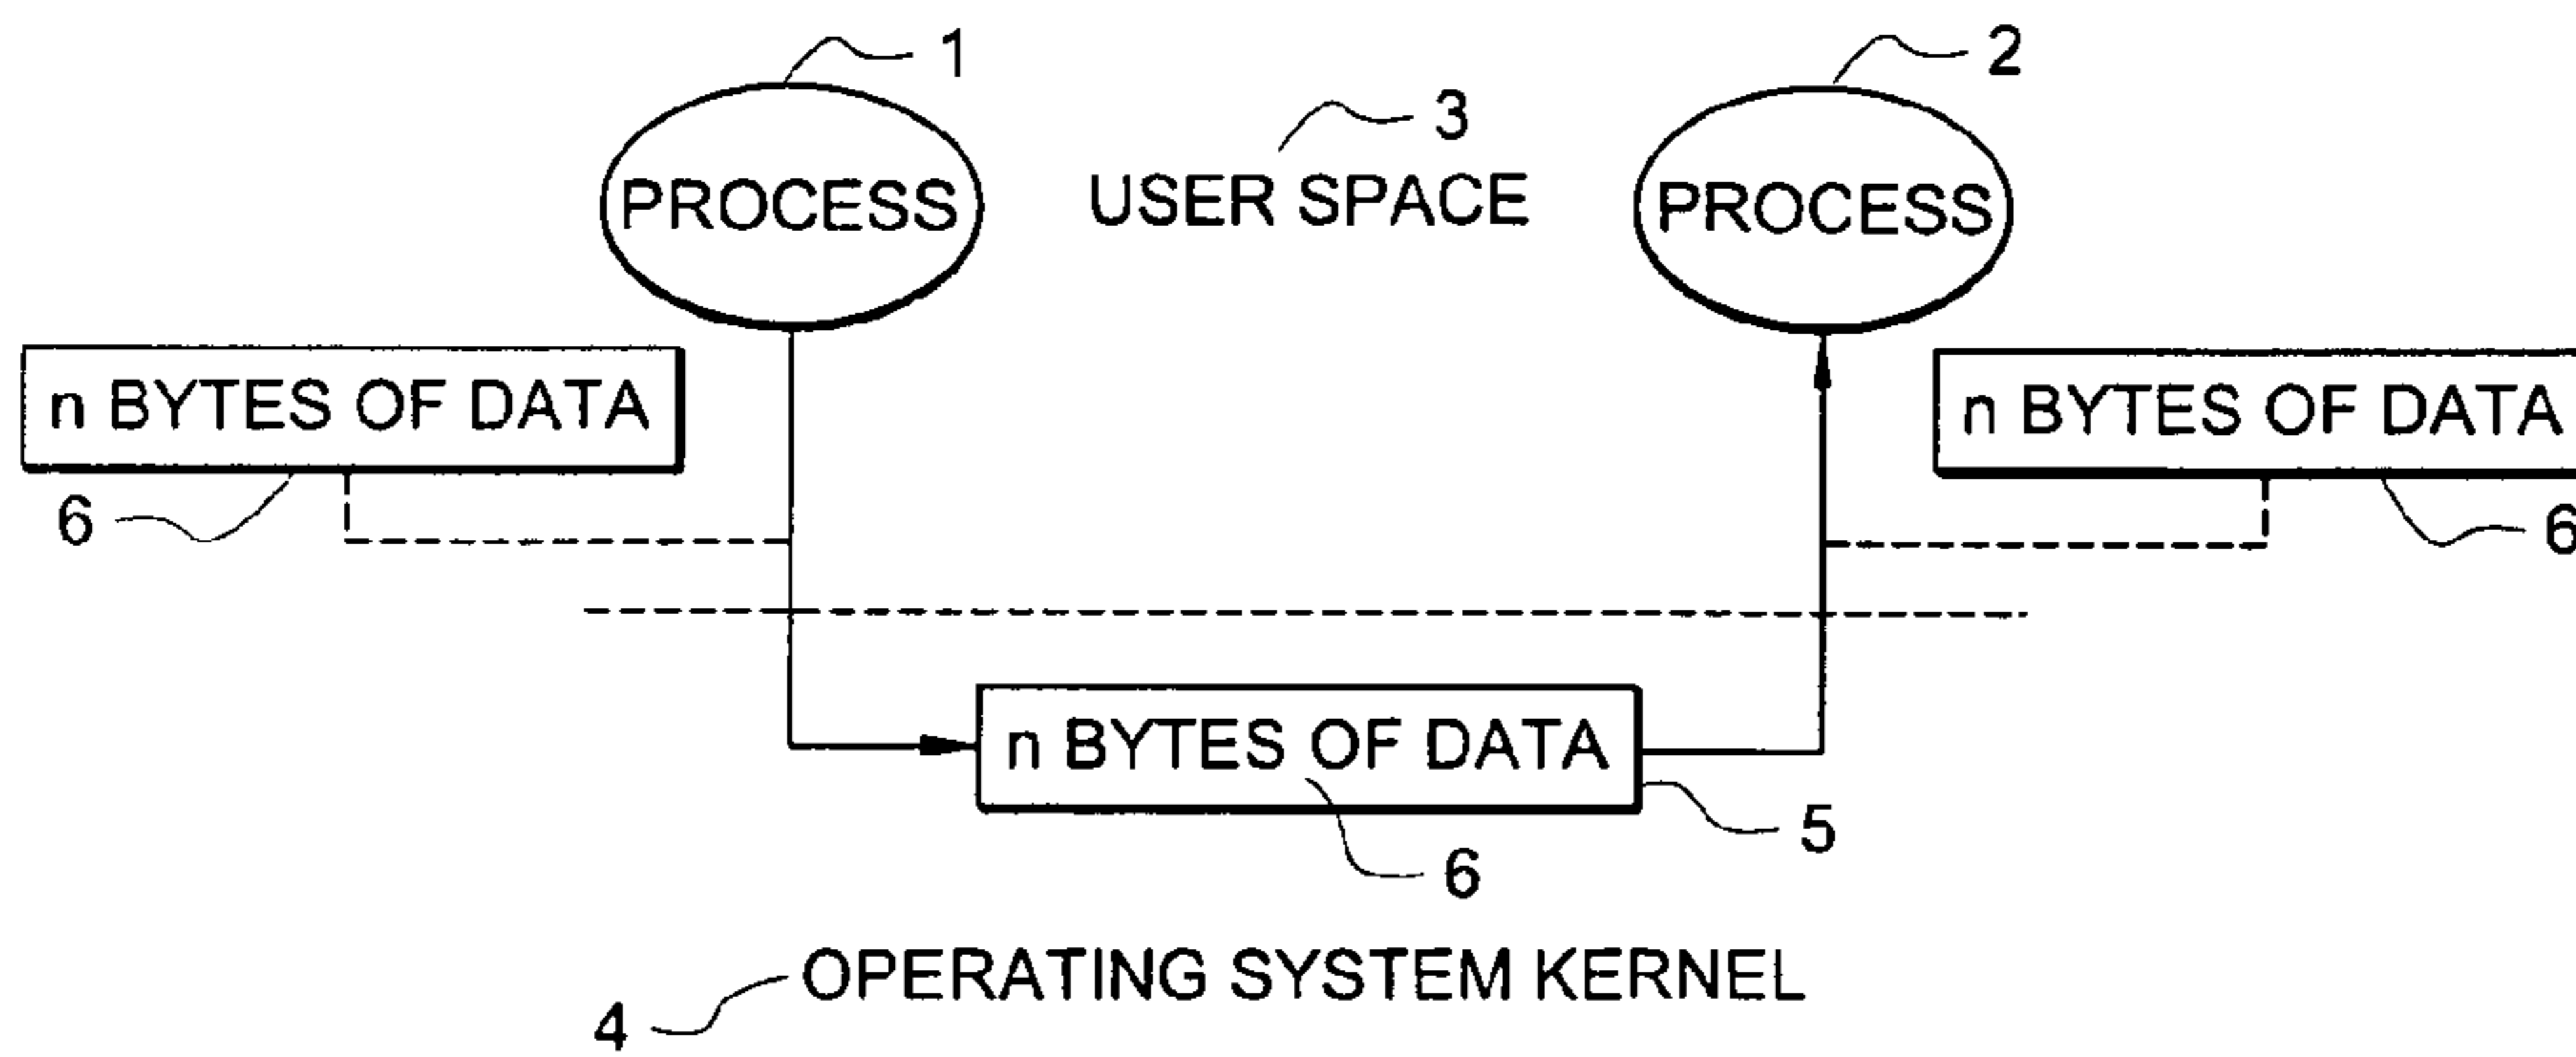 1
2
3
PROCESS
USER SPACE
PROCESS
n BYTES OF DATA
n BYTES OF DATA
6
6
n BYTES OF DATA
5
6
OPERATING SYSTEM KERNEL
4